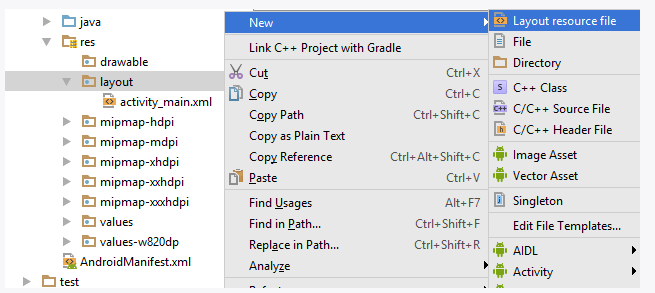 java
res
drawable
layout
activity_main.xml
mipmap-hdpi
mipmap-mdpi
mipmap-xhdpi
mipmap-xxhdpi
mipmap-xxxhdpi
values
values-w820dp
AndroidManifest.xml
test
New
Link C++ Project with Gradle
Cut Ctrl+X
Copy Ctrl+C
Copy Path Ctrl+Shift+C
Copy as Plain Text
Copy Reference Ctrl+Alt+Shift+C
Paste Ctrl+V
Find Usages Alt+F7
Find in Path... Ctrl+Shift+F
Replace in Path... Ctrl+Shift+R
Analyze
Layout resource file
File
Directory
C++ Class
C/C++ Source File
C/C++ Header File
Image Asset
Vector Asset
Singleton
Edit File Templates...
AIDL
Activity